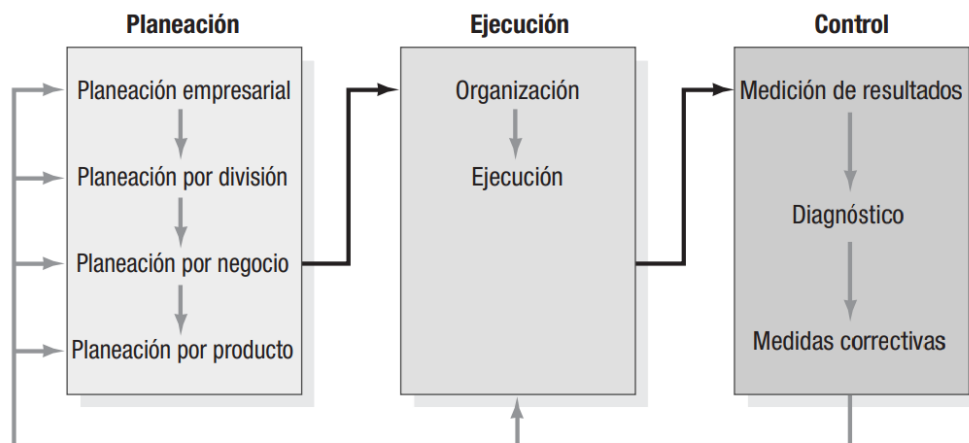 Planeación
Planeación empresarial
Planeación por división
Planeación por negocio
Planeación por producto
Ejecución
Organización
Ejecución
Control
Medición de resultados
Diagnóstico
Medidas correctivas